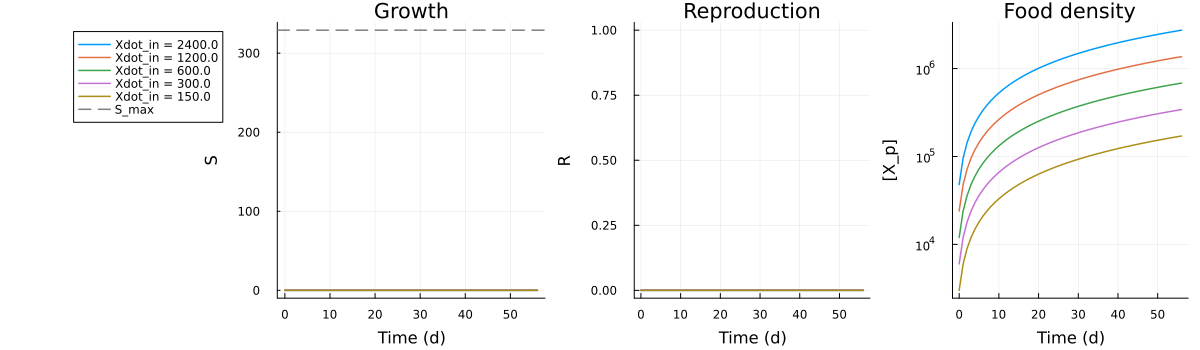 Growth
Reproduction
Food density
Xdot_in = 2400.0
Xdot_in = 1200.0
Xdot_in = 600.0
Xdot_in = 300.0
Xdot_in = 150.0
S_max
S
300
200
100
0
0 10 20 30 40 50
Time (d)
R
1.00
0.75
0.50
0.25
0.00
0 10 20 30 40 50
Time (d)
[X_p]
10^6
10^5
10^4
0 10 20 30 40 50
Time (d)